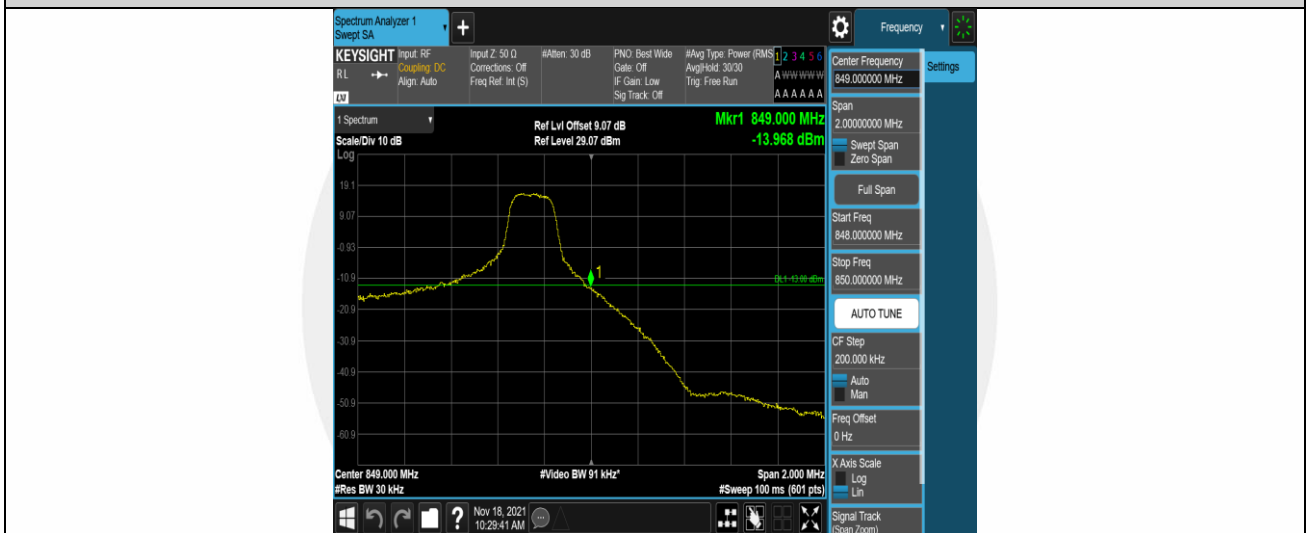 Spectrum Analyzer 1
Swept SA
+
Frequency
KEYSIGHT
RL
LXI
Input: RF
Coupling: DC
Align: Auto
Input Z: 50 Ω
Corrections: Off
Freq Ref: Int (S)
#Atten: 30 dB
PNO: Best Wide
Gate: Off
IF Gain: Low
Sig Track: Off
#Avg Type: Power (RMS
Avg|Hold: 30/30
Trig: Free Run
1 2 3 4 5 6
A W W W W W
A A A A A A
1 Spectrum
Scale/Div 10 dB
Log
Ref Lvl Offset 9.07 dB
Ref Level 29.07 dBm
Mkr1 849.000 MHz
-13.968 dBm
19.1
9.07
-0.93
-10.9
-20.9
-30.9
-40.9
-50.9
-60.9
1
DL1 -13.00 dBm
Center 849.000 MHz
#Res BW 30 kHz
#Video BW 91 kHz*
Span 2.000 MHz
#Sweep 100 ms (601 pts)
?
Nov 18, 2021
10:29:41 AM
Center Frequency
849.000000 MHz
Span
2.00000000 MHz
Swept Span
Zero Span
Full Span
Start Freq
848.000000 MHz
Stop Freq
850.000000 MHz
AUTO TUNE
CF Step
200.000 kHz
Auto
Man
Freq Offset
0 Hz
X Axis Scale
Log
Lin
Signal Track
(Span Zoom)
Settings